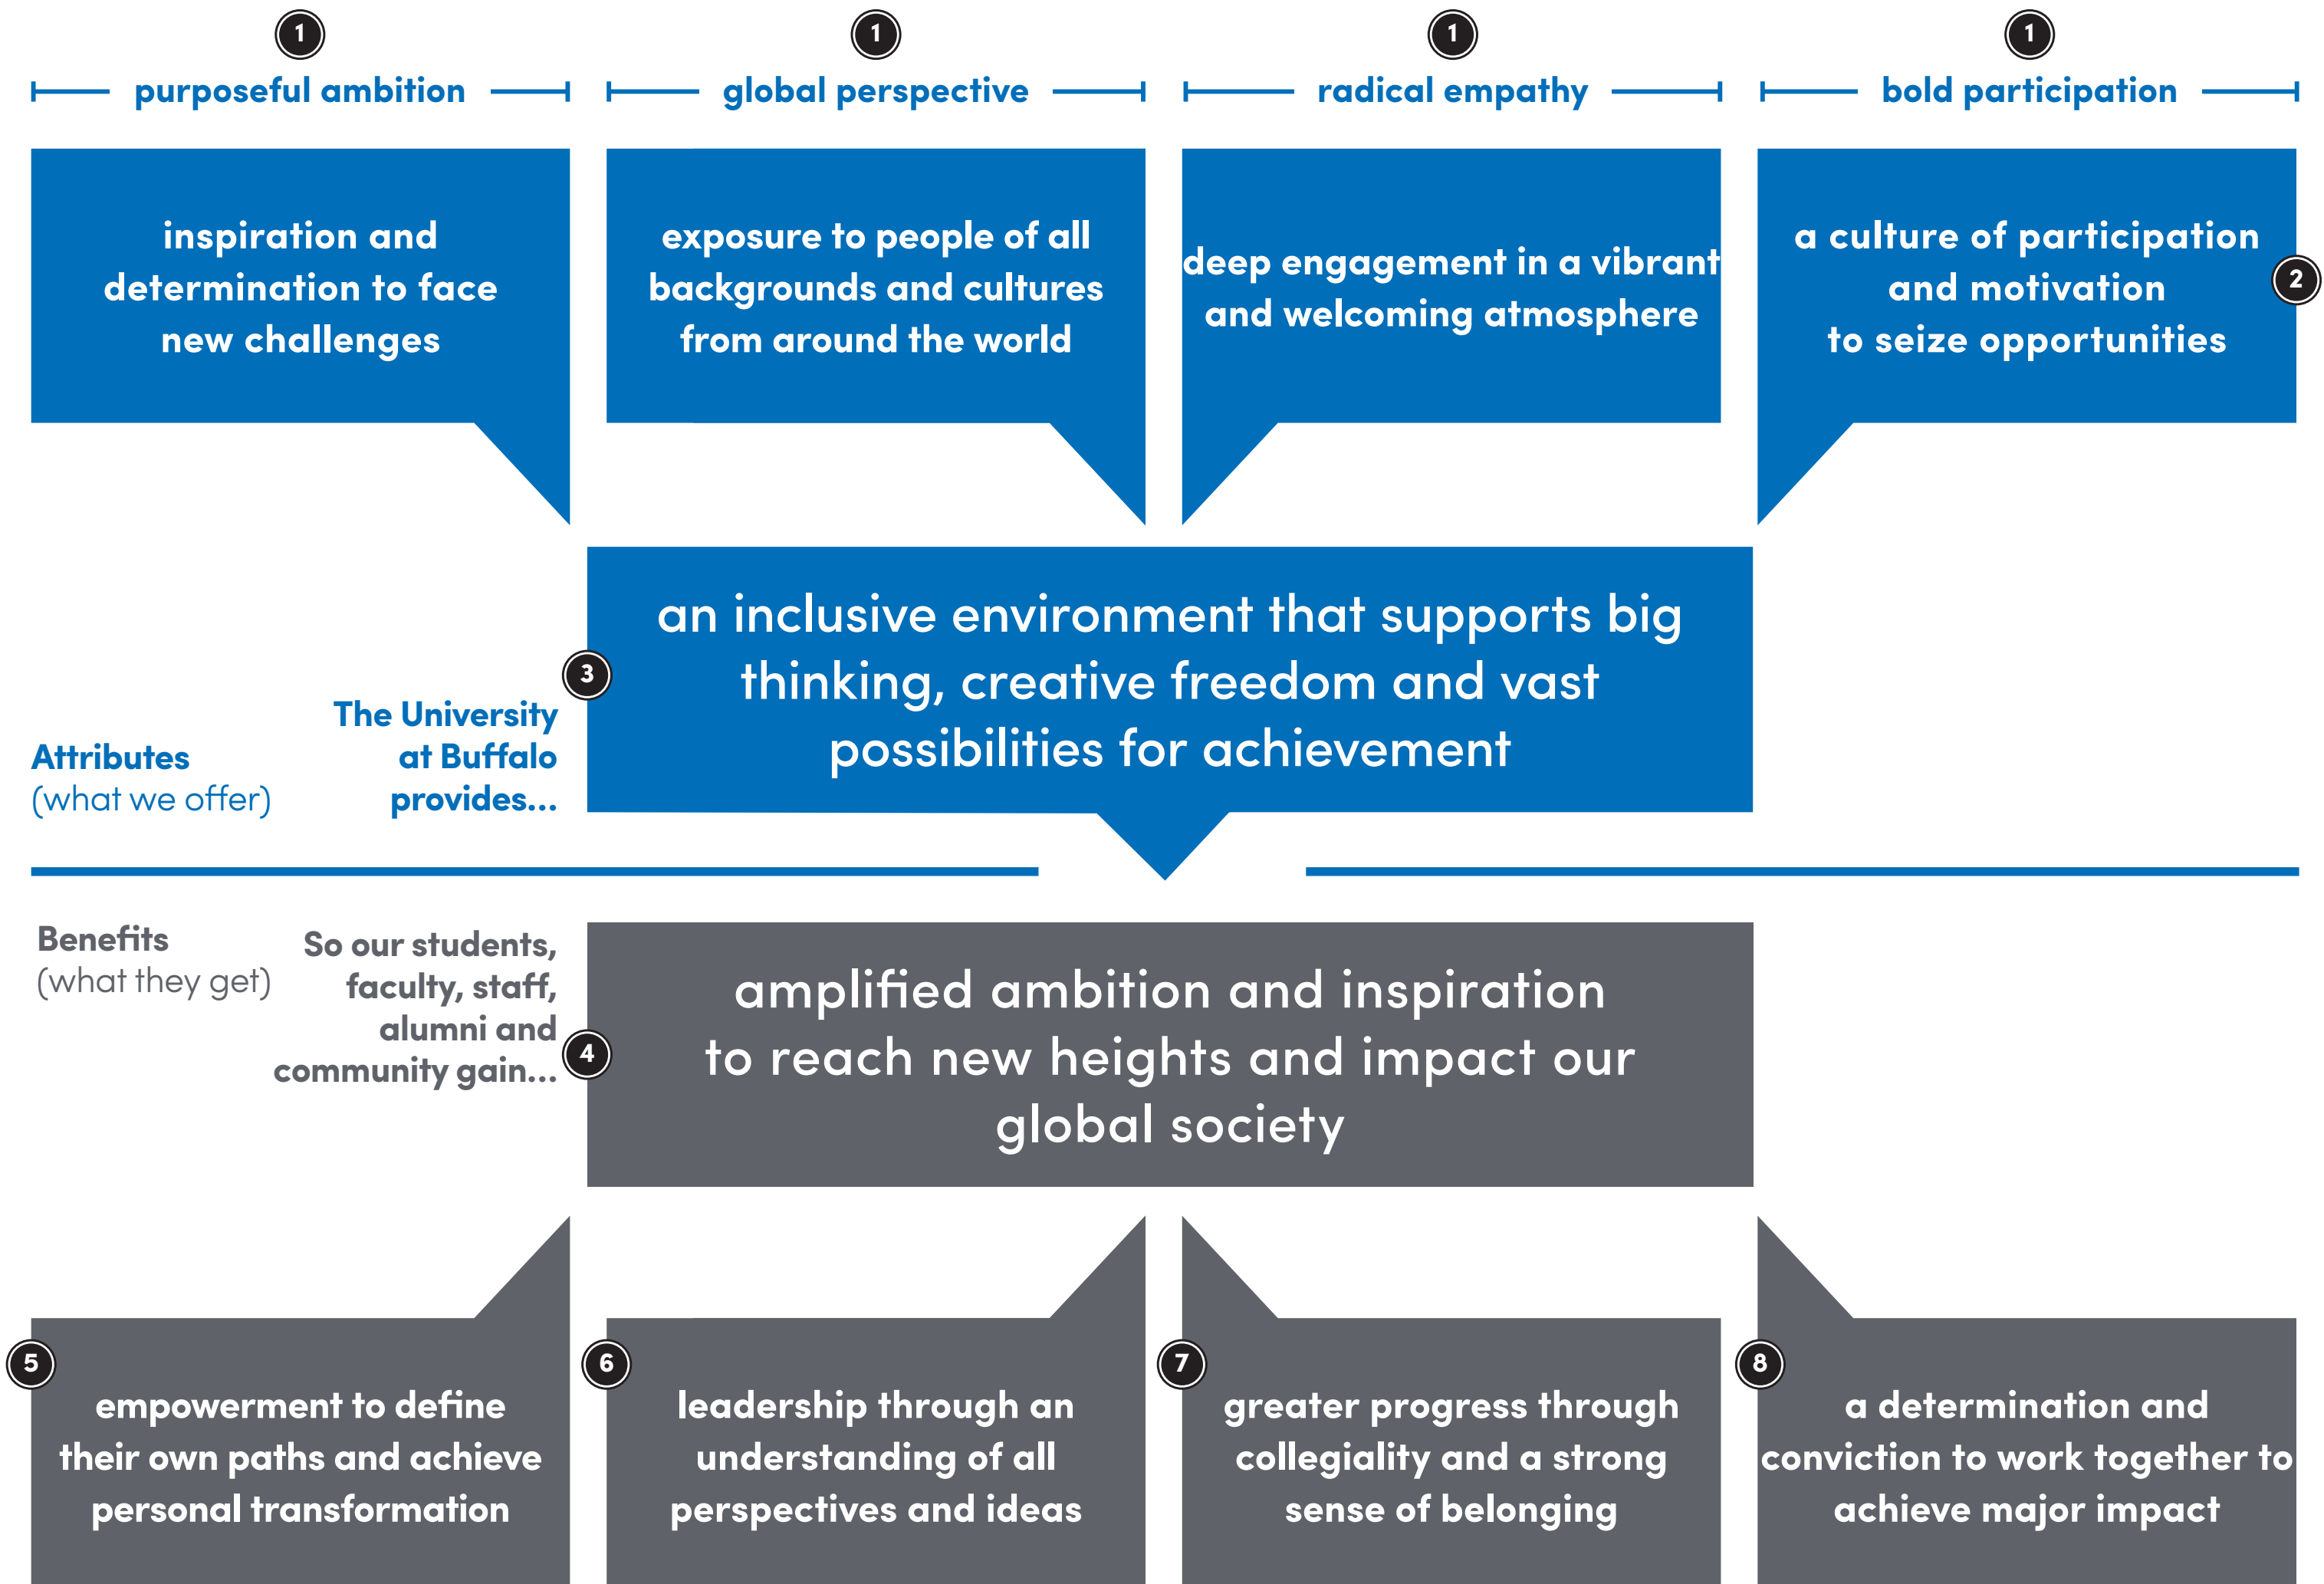 1
1
1
1
purposeful ambition
global perspective
radical empathy
bold participation
inspiration and
determination to face
new challenges
exposure to people of all
backgrounds and cultures
from around the world
deep engagement in a vibrant
and welcoming atmosphere
a culture of participation
and motivation
to seize opportunities
2
Attributes
(what we offer)
The University
at Buffalo
provides...
3
an inclusive environment that supports big
thinking, creative freedom and vast
possibilities for achievement
Benefits
(what they get)
So our students,
faculty, staff,
alumni and
community gain...
4
amplified ambition and inspiration
to reach new heights and impact our
global society
5
empowerment to define
their own paths and achieve
personal transformation
6
leadership through an
understanding of all
perspectives and ideas
7
greater progress through
collegiality and a strong
sense of belonging
8
a determination and
conviction to work together to
achieve major impact